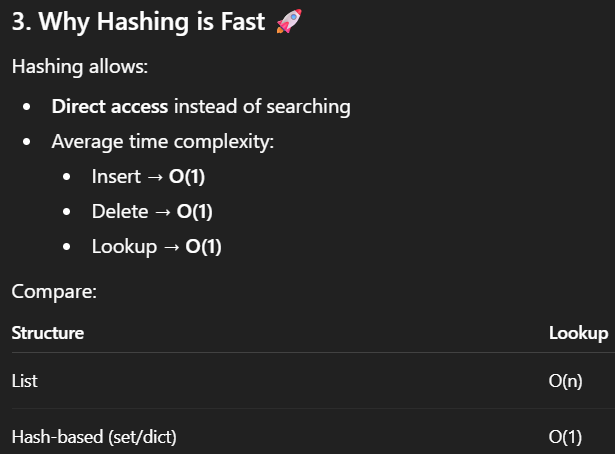 3. Why Hashing is Fast 🚀
Hashing allows:
• Direct access instead of searching
• Average time complexity:
• Insert → O(1)
• Delete → O(1)
• Lookup → O(1)
Compare:
Structure Lookup
List O(n)
Hash-based (set/dict) O(1)